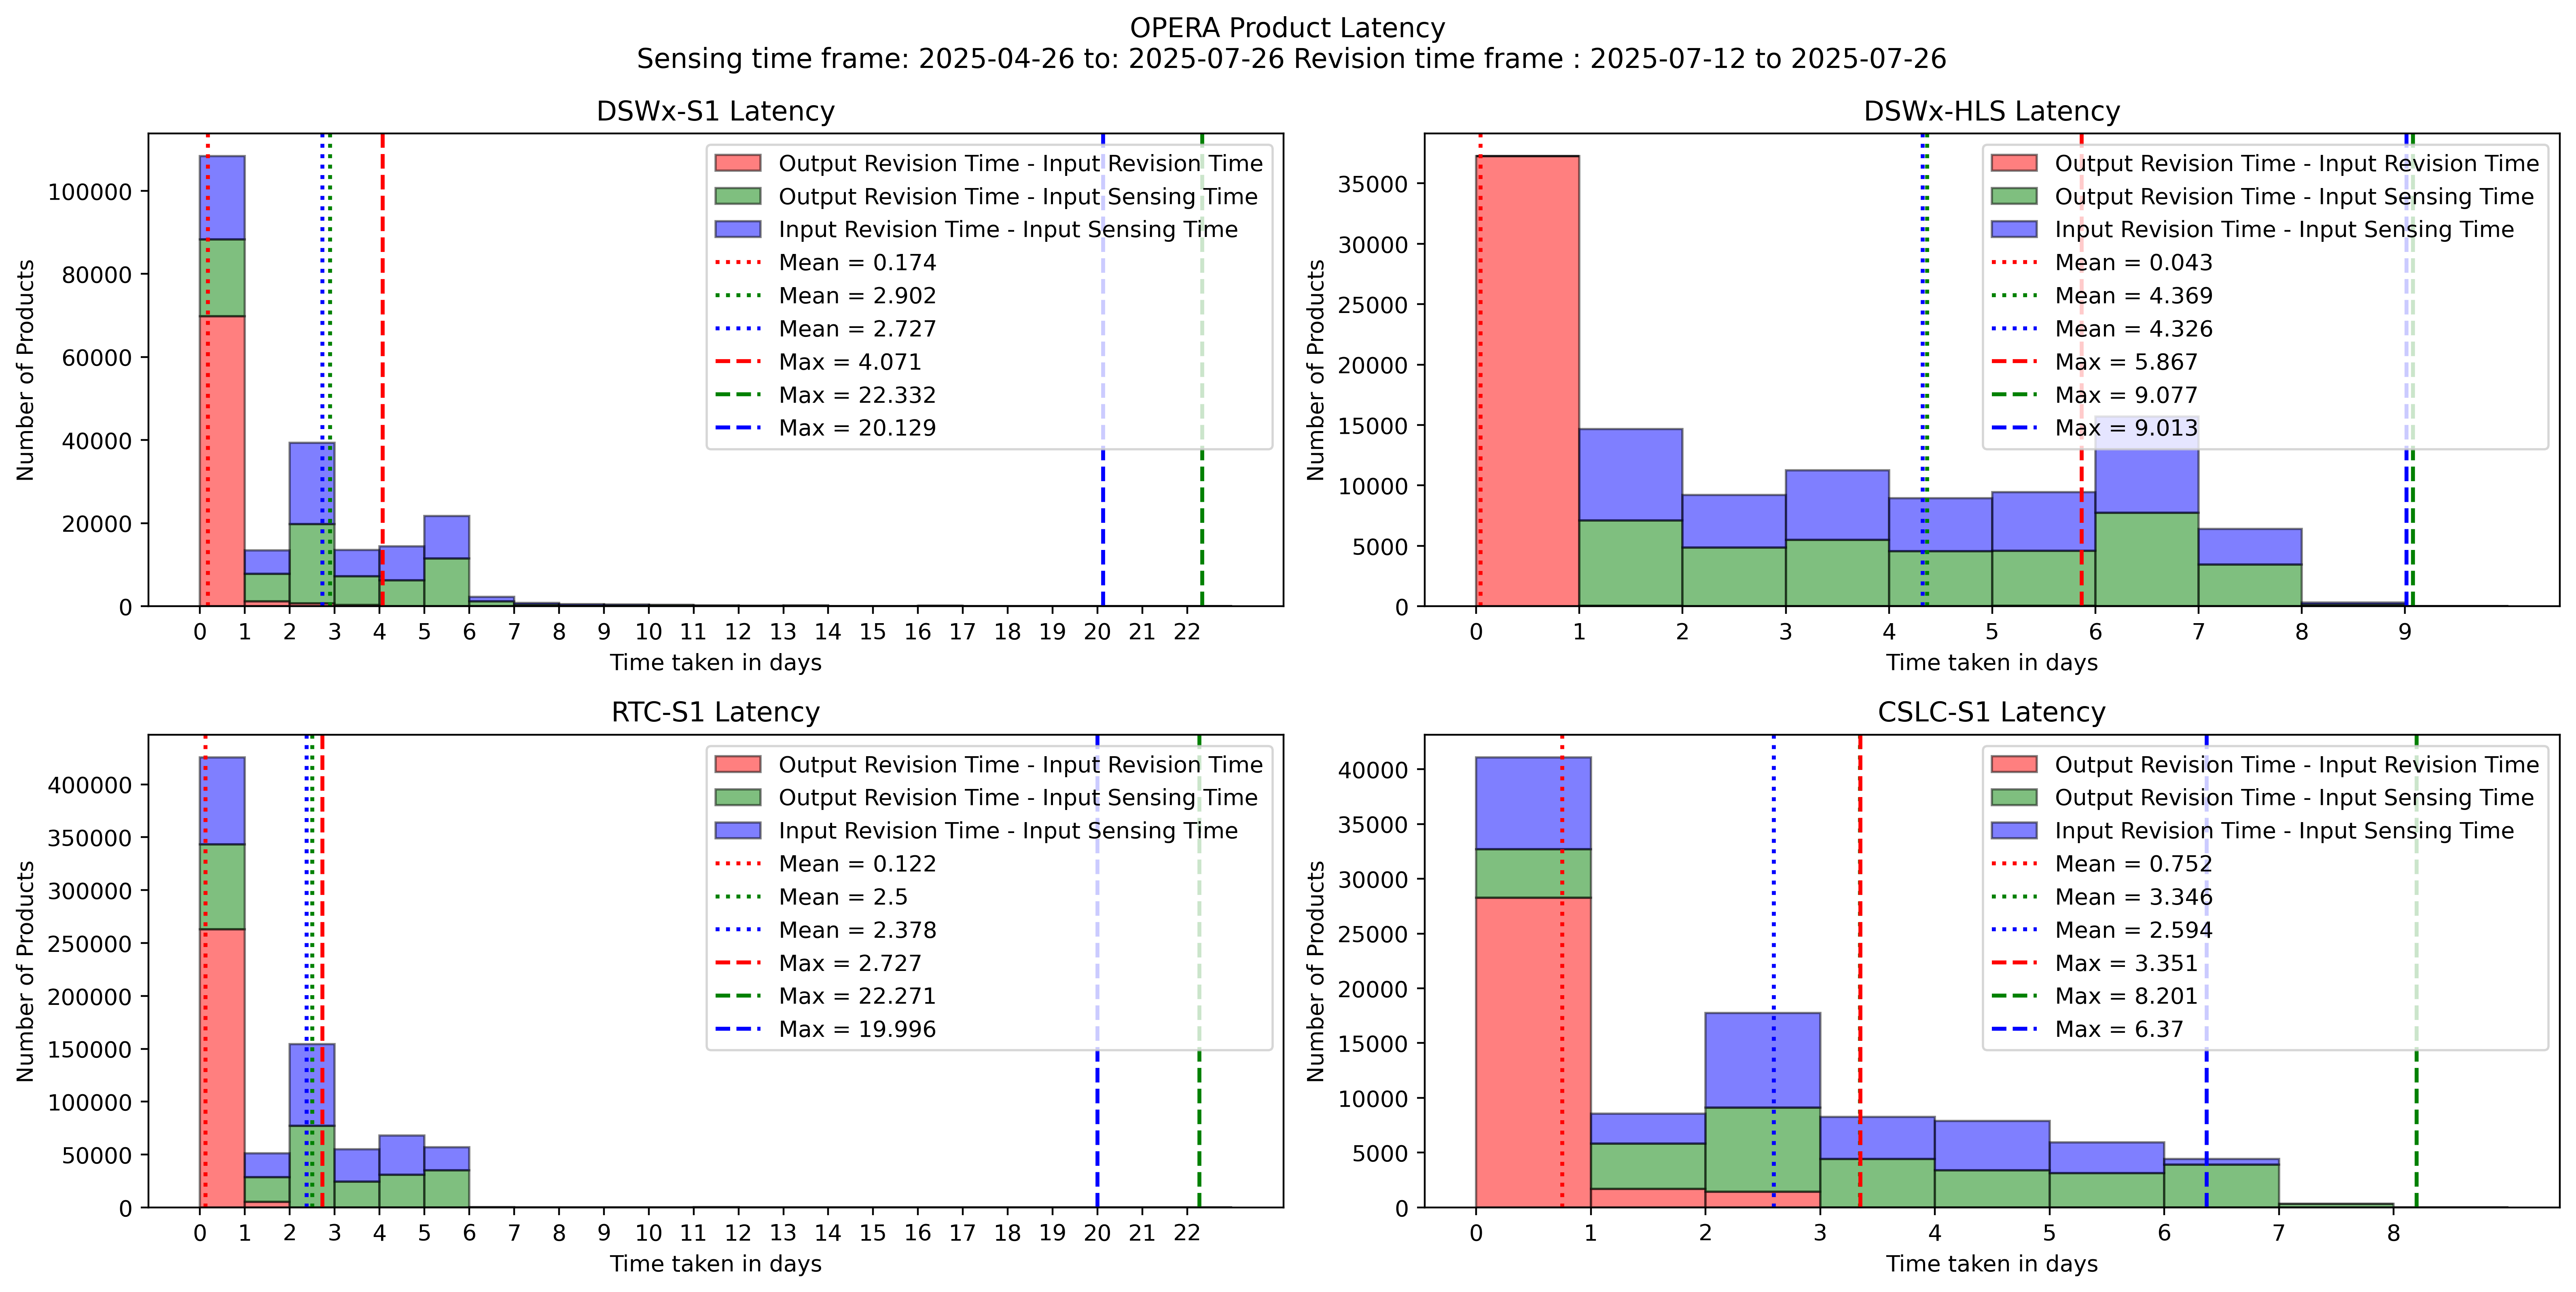 OPERA Product Latency
Sensing time frame: 2025-04-26 to: 2025-07-26 Revision time frame : 2025-07-12 to 2025-07-26
DSWx-S1 Latency
Number of Products
100000
80000
60000
40000
20000
0
Output Revision Time - Input Revision Time
Output Revision Time - Input Sensing Time
Input Revision Time - Input Sensing Time
Mean = 0.174
Mean = 2.902
Mean = 2.727
Max = 4.071
Max = 22.332
Max = 20.129
0 1 2 3 4 5 6 7 8 9 10 11 12 13 14 15 16 17 18 19 20 21 22
Time taken in days
DSWx-HLS Latency
Number of Products
35000
30000
25000
20000
15000
10000
5000
0
Output Revision Time - Input Revision Time
Output Revision Time - Input Sensing Time
Input Revision Time - Input Sensing Time
Mean = 0.043
Mean = 4.369
Mean = 4.326
Max = 5.867
Max = 9.077
Max = 9.013
0 1 2 3 4 5 6 7 8 9
Time taken in days
RTC-S1 Latency
Number of Products
400000
350000
300000
250000
200000
150000
100000
50000
0
Output Revision Time - Input Revision Time
Output Revision Time - Input Sensing Time
Input Revision Time - Input Sensing Time
Mean = 0.122
Mean = 2.5
Mean = 2.378
Max = 2.727
Max = 22.271
Max = 19.996
0 1 2 3 4 5 6 7 8 9 10 11 12 13 14 15 16 17 18 19 20 21 22
Time taken in days
CSLC-S1 Latency
Number of Products
40000
35000
30000
25000
20000
15000
10000
5000
0
Output Revision Time - Input Revision Time
Output Revision Time - Input Sensing Time
Input Revision Time - Input Sensing Time
Mean = 0.752
Mean = 3.346
Mean = 2.594
Max = 3.351
Max = 8.201
Max = 6.37
0 1 2 3 4 5 6 7 8
Time taken in days